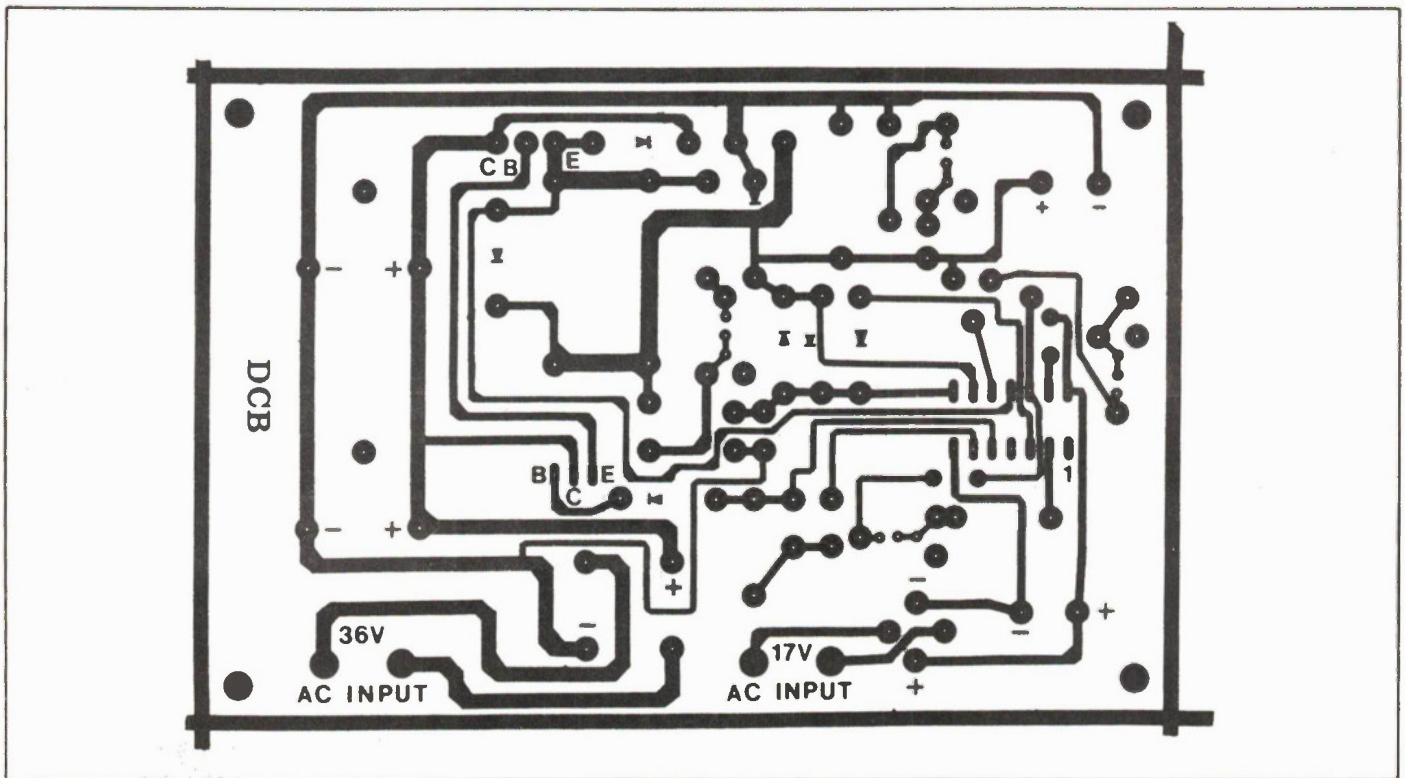 C B E
+ -
- +
DCB
B C E
1
- +
+
-
-
- +
36V
17V
+
AC INPUT
AC INPUT